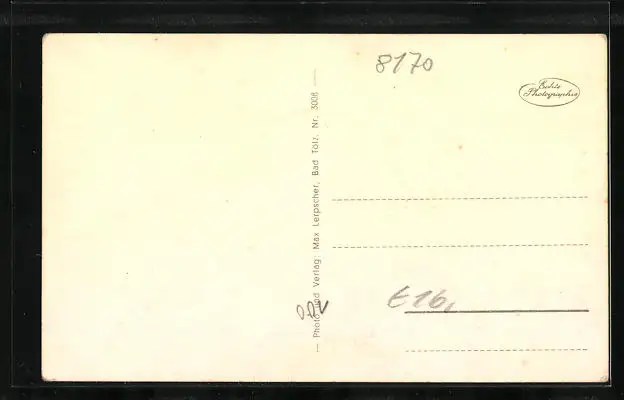 8170
Echte
Photographie
— Photo und Verlag: Max Lerpscher, Bad Tölz. Nr. 3008 —
E16,